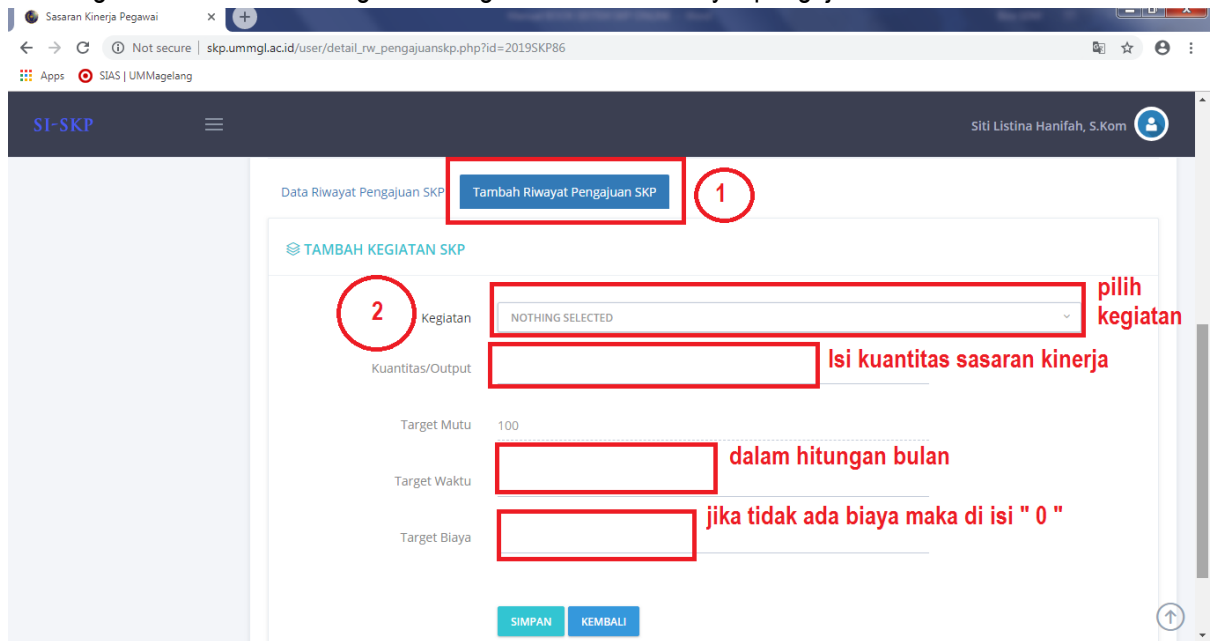 Sasaran Kinerja Pegawai
Not secure | skp.ummgl.ac.id/user/detail_rw_pengajuanskp.php?id=2019SKP86
Apps SIAS | UMMagelang
SI-SKP
Siti Listina Hanifah, S.Kom
Data Riwayat Pengajuan SKP
Tambah Riwayat Pengajuan SKP
1
TAMBAH KEGIATAN SKP
2
Kegiatan
NOTHING SELECTED
pilih
kegiatan
Kuantitas/Output
Isi kuantitas sasaran kinerja
Target Mutu
100
Target Waktu
dalam hitungan bulan
Target Biaya
jika tidak ada biaya maka di isi " 0 "
SIMPAN
KEMBALI